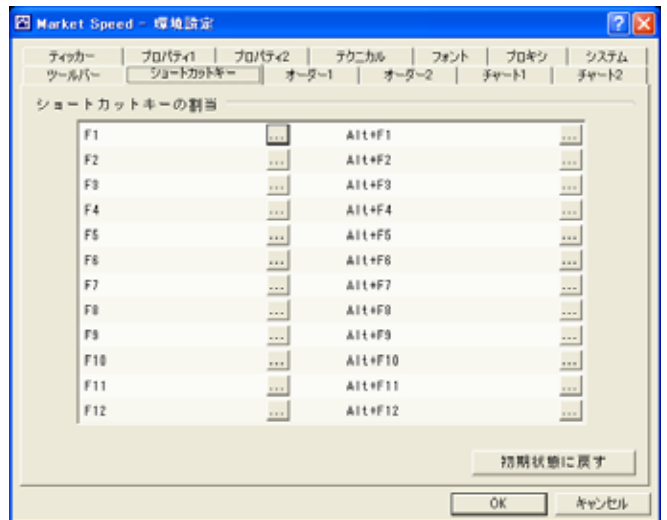 Market Speed - 環境設定
ティッカー プロパティ1 プロパティ2 テクニカル フォント プロキシ システム
ツールバー ショートカットキー オーダー1 オーダー2 チャート1 チャート2
ショートカットキーの割当
F1 ... Alt+F1 ...
F2 ... Alt+F2 ...
F3 ... Alt+F3 ...
F4 ... Alt+F4 ...
F5 ... Alt+F5 ...
F6 ... Alt+F6 ...
F7 ... Alt+F7 ...
F8 ... Alt+F8 ...
F9 ... Alt+F9 ...
F10 ... Alt+F10 ...
F11 ... Alt+F11 ...
F12 ... Alt+F12 ...
初期状態に戻す
OK キャンセル